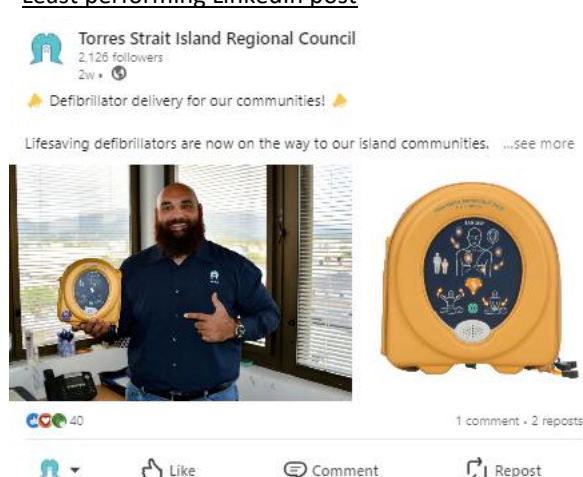 Least performing LinkedIn post
Torres Strait Island Regional Council
2,126 followers
2w •
Defibrillator delivery for our communities!
Lifesaving defibrillators are now on the way to our island communities. ...see more
40
1 comment • 2 reposts
Like
Comment
Repost